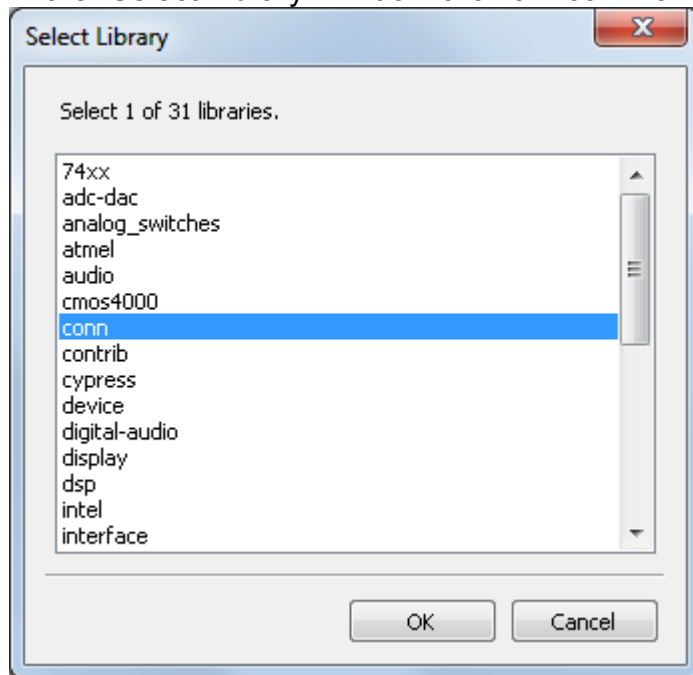 Select Library
Select 1 of 31 libraries.
74xx
adc-dac
analog_switches
atmel
audio
cmos4000
conn
contrib
cypress
device
digital-audio
display
dsp
intel
interface
OK Cancel